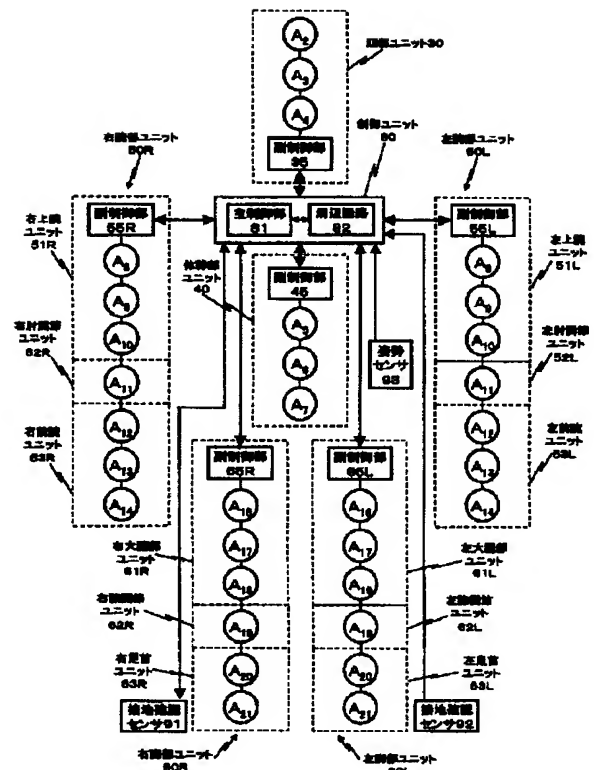 A2
A3
A4
頭部ユニット30
副制御部
35
制御ユニット
80
主制御部
81
周辺回路
82
右腕部ユニット
50R
左腕部ユニット
副制御部
55R
副制御部
55L
右上腕
ユニット
51R
A8
A9
A10
右肘関節
ユニット
52R
A11
右前腕
ユニット
53R
A12
A13
A14
体幹部
ユニット
40
副制御部
45
A5
A6
A7
姿勢
センサ
93
左上腕
ユニット
51L
A8
A9
A10
左肘関節
ユニット
52L
A11
左前腕
ユニット
53L
A12
A13
A14
副制御部
65R
副制御部
65L
A16
A17
A18
A19
A20
A21
A16
A17
右大腿部
ユニット
61R
右膝関節
ユニット
62R
右足首
ユニット
63R
左大腿部
ユニット
61L
左膝関節
ユニット
62L
左足首
ユニット
A20
A21
接地確認
センサ91
接地確認
センサ92
右脚部ユニット
60R
左脚部ユニット